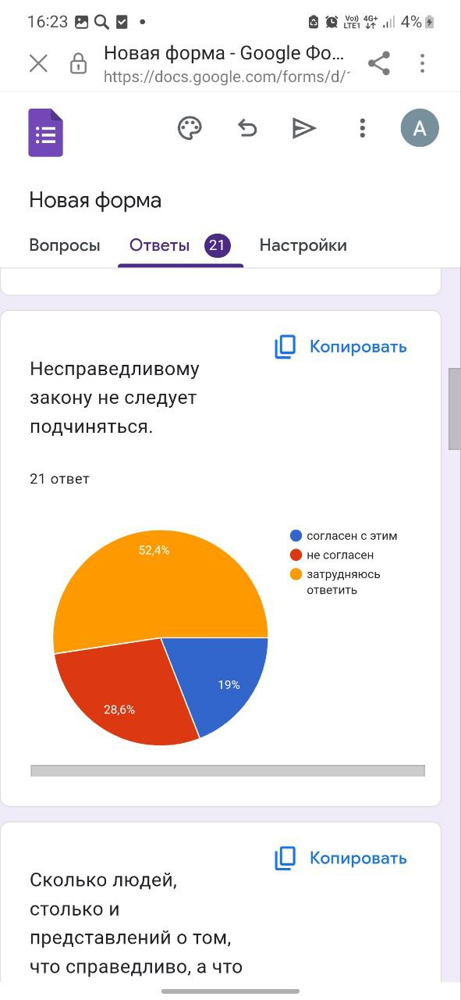 16:23
Vo)) LTE1 4G+ 4%
Новая форма - Google Фо...
https://docs.google.com/forms/d/
A
Новая форма
Вопросы Ответы 21 Настройки
Копировать
Несправедливому
закону не следует
подчиняться.
21 ответ
52,4%
19%
28,6%
согласен с этим
не согласен
затрудняюсь
ответить
Копировать
Сколько людей,
столько и
представлений о том,
что справедливо, а что